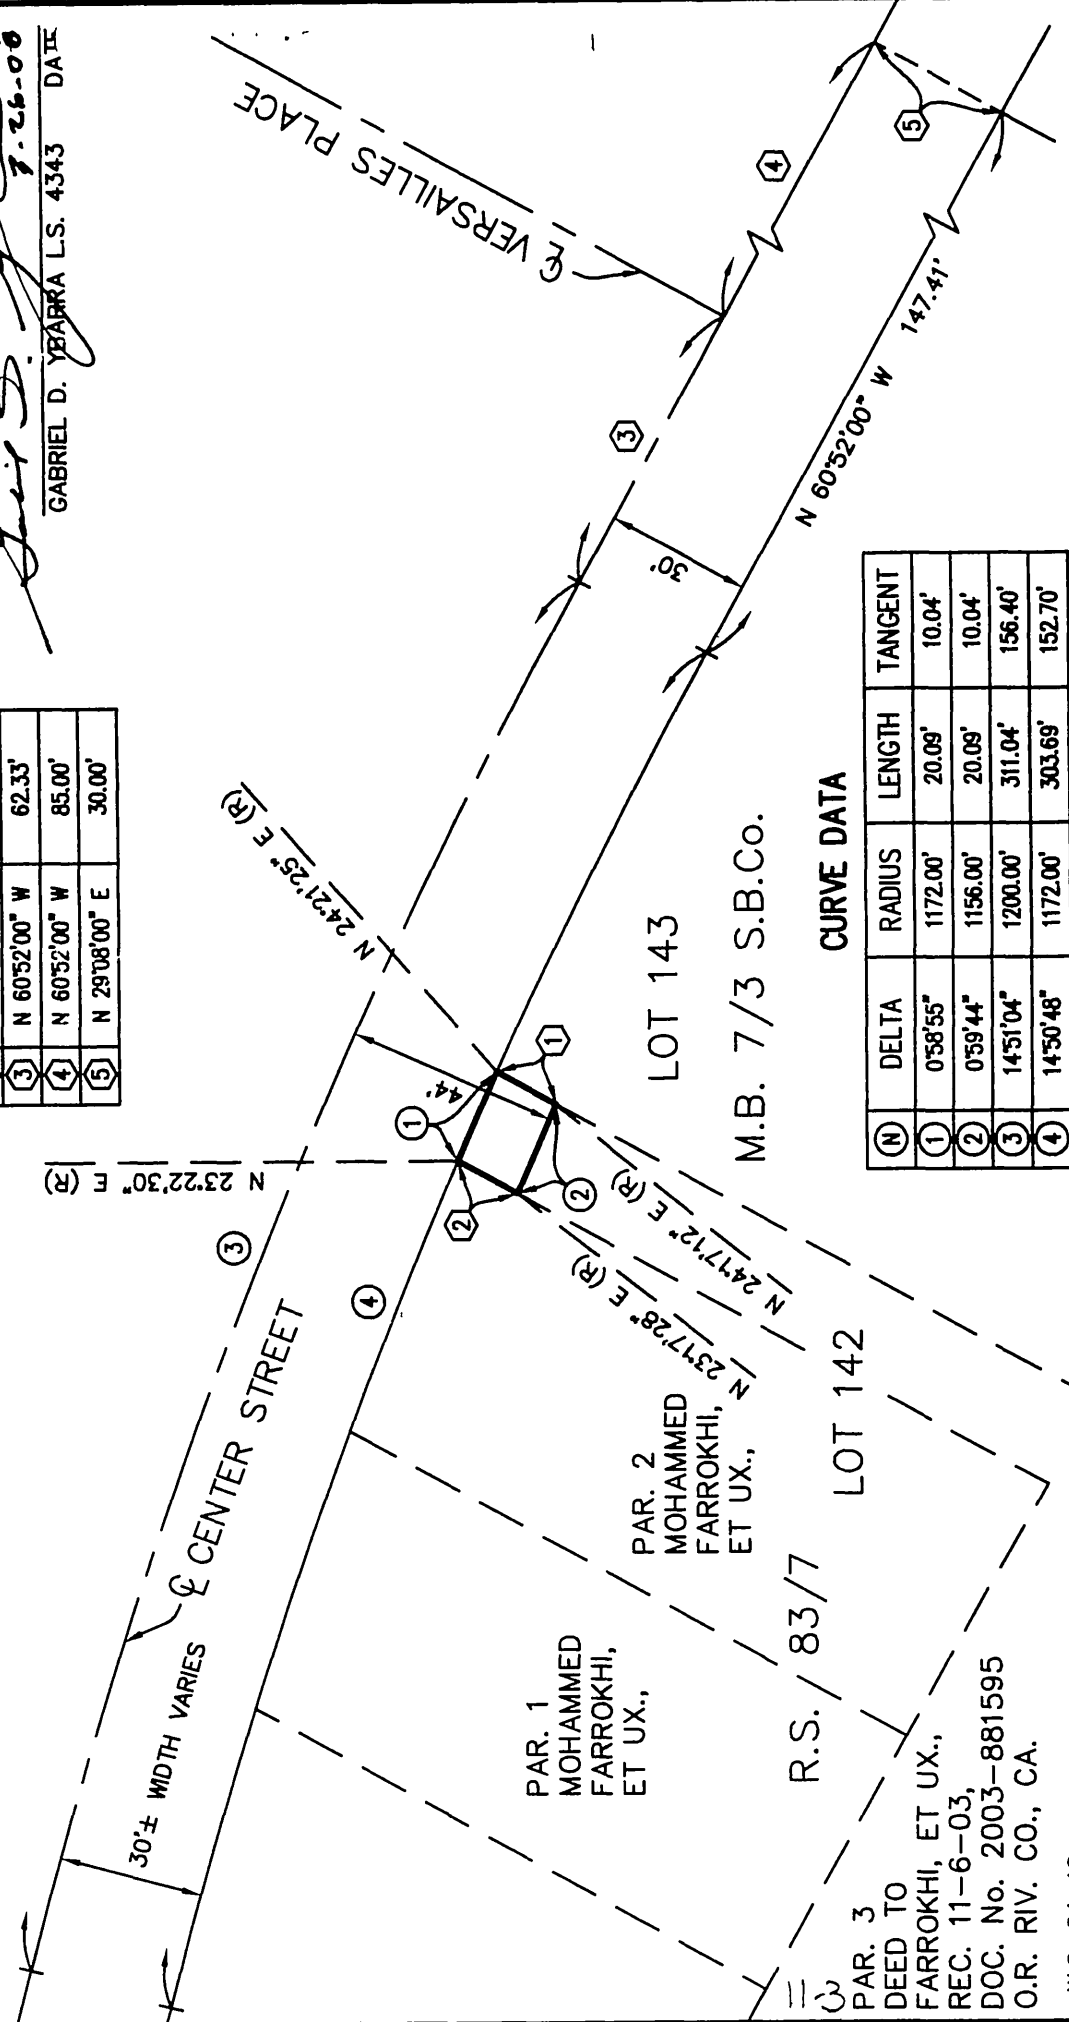 7-26-06
GABRIEL D. YBARRA L.S. 4343 DATE
③ N 60°52'00" W 62.33'
④ N 60°52'00" W 85.00'
⑤ N 29°08'00" E 30.00'
℄ VERSAILLES PLACE
5
4
3
N 60°52'00" W 147.41'
30'
N 24°21'25" E (R)
N 23°22'30" E (R)
44'
1
1
2
2
3
4
N 24°17'12" E (R)
N 23°17'28" E (R)
℄ CENTER STREET
30'± WIDTH VARIES
LOT 143
M.B. 7/3 S.B.Co.
CURVE DATA
N DELTA RADIUS LENGTH TANGENT
1 0°58'55" 1172.00' 20.09' 10.04'
2 0°59'44" 1156.00' 20.09' 10.04'
3 14°51'04" 1200.00' 311.04' 156.40'
4 14°50'48" 1172.00' 303.69' 152.70'
PAR. 2
MOHAMMED
FARROKHI,
ET UX.,
LOT 142
PAR. 1
MOHAMMED
FARROKHI,
ET UX.,
R.S. 83/7
PAR. 3
DEED TO
FARROKHI, ET UX.,
REC. 11-6-03,
DOC. No. 2003-881595
O.R. RIV. CO., CA.